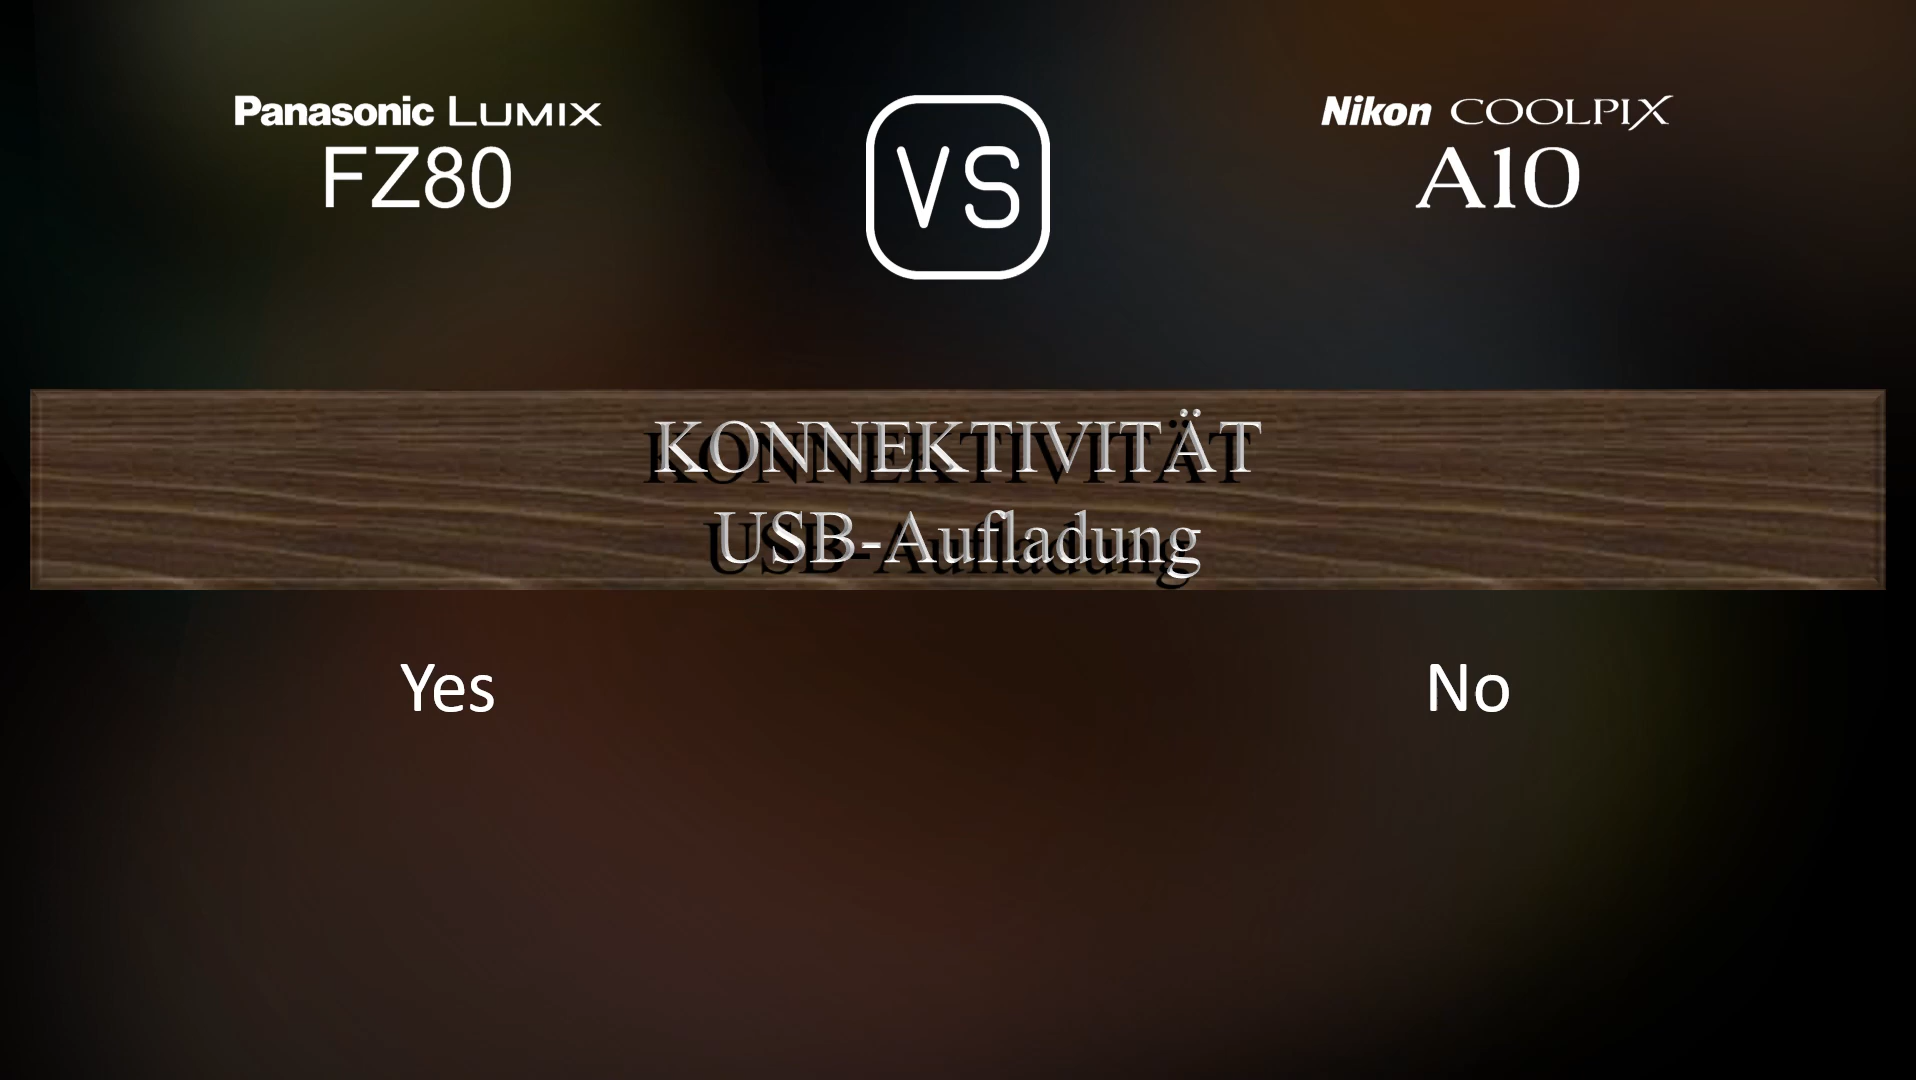 Panasonic LUMIX
FZ80
VS
Nikon COOLPIX
A10
KONNEKTIVITÄT
USB-Aufladung
Yes
No